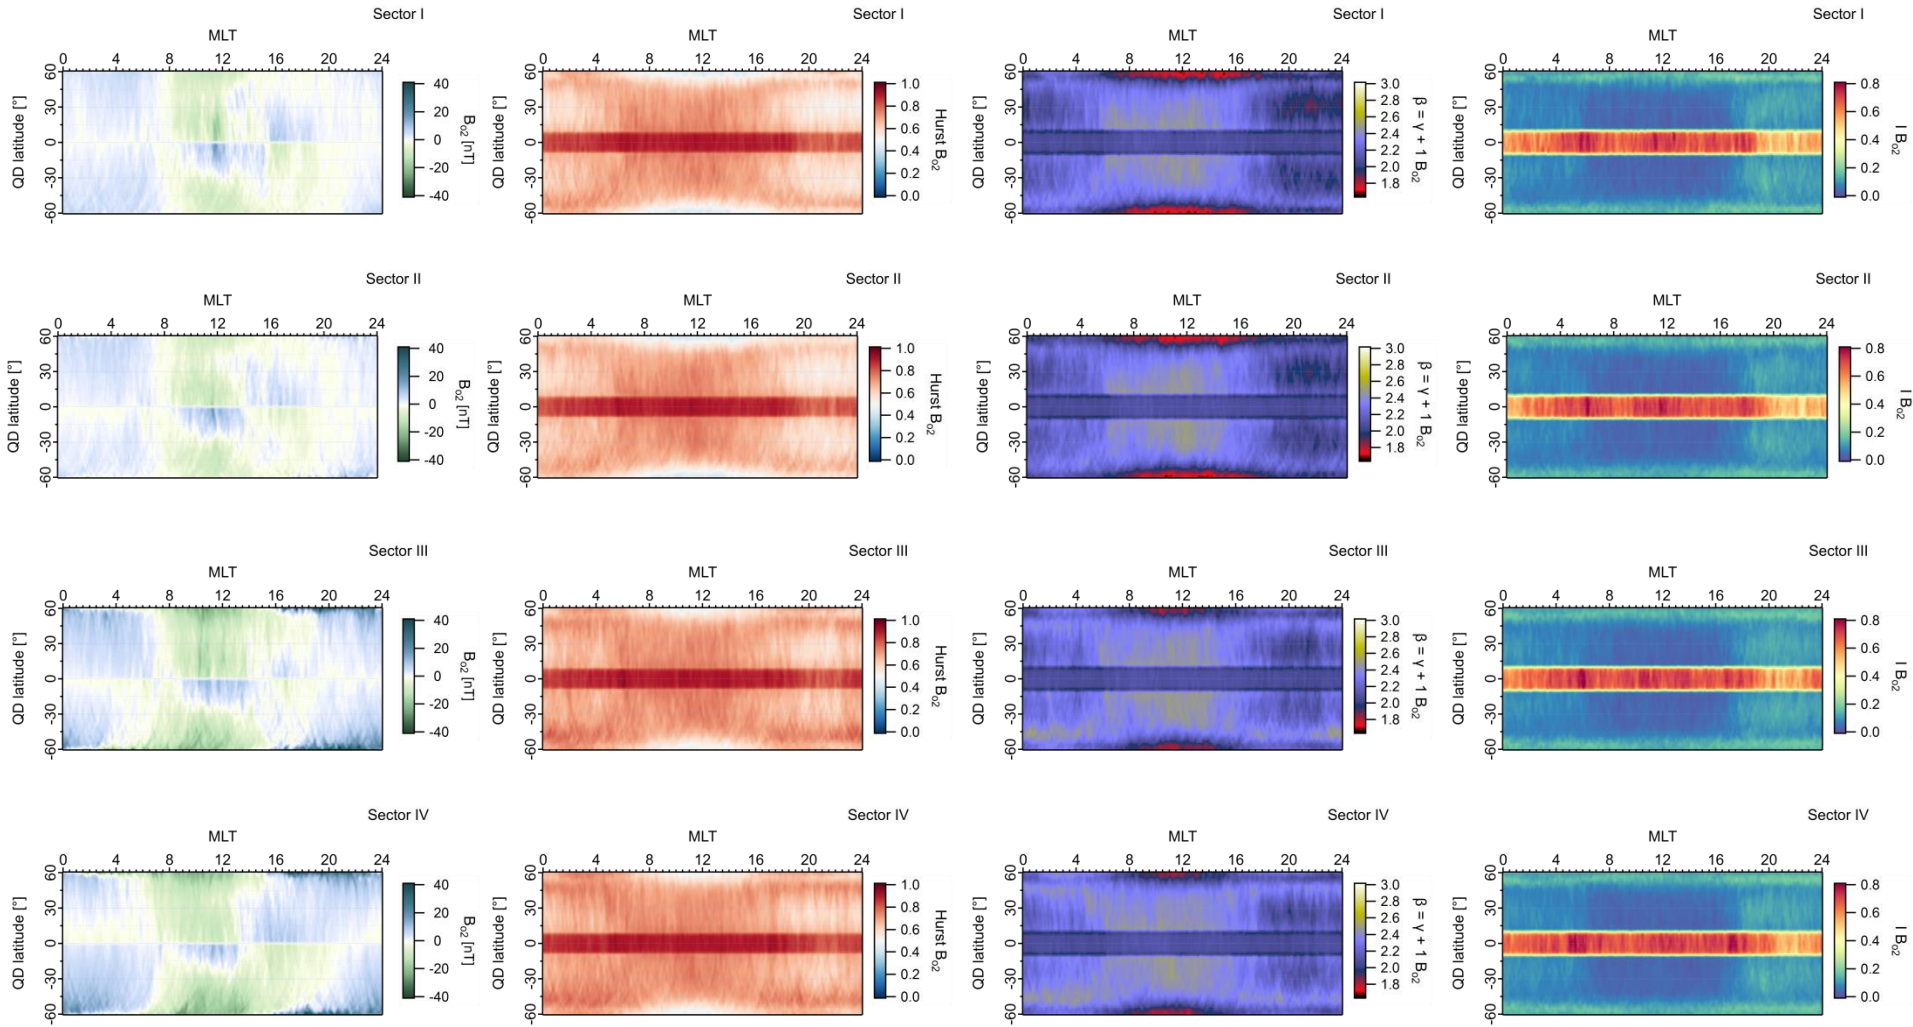 Sector I
MLT
0 4 8 12 16 20 24
QD latitude [°]
60
30
0
-30
-60
40
20
0
-20
-40
Bo2 [nT]
Sector I
MLT
0 4 8 12 16 20 24
QD latitude [°]
60
30
0
-30
-60
1.0
0.8
0.6
0.4
0.2
0.0
Hurst Bo2
Sector I
MLT
0 4 8 12 16 20 24
QD latitude [°]
60
30
0
-30
-60
3.0
2.8
2.6
2.4
2.2
2.0
1.8
β = γ + 1 Bo2
Sector I
MLT
0 4 8 12 16 20 24
QD latitude [°]
60
30
0
-30
-60
0.8
0.6
0.4
0.2
0.0
I Bo2
Sector II
MLT
0 4 8 12 16 20 24
QD latitude [°]
60
30
0
-30
-60
40
20
0
-20
-40
Bo2 [nT]
Sector II
MLT
0 4 8 12 16 20 24
QD latitude [°]
60
30
0
-30
-60
1.0
0.8
0.6
0.4
0.2
0.0
Hurst Bo2
Sector II
MLT
0 4 8 12 16 20 24
QD latitude [°]
60
30
0
-30
-60
3.0
2.8
2.6
2.4
2.2
2.0
1.8
β = γ + 1 Bo2
Sector II
MLT
0 4 8 12 16 20 24
QD latitude [°]
60
30
0
-30
-60
0.8
0.6
0.4
0.2
0.0
I Bo2
Sector III
MLT
0 4 8 12 16 20 24
QD latitude [°]
60
30
0
-30
-60
40
20
0
-20
-40
Bo2 [nT]
Sector III
MLT
0 4 8 12 16 20 24
QD latitude [°]
60
30
0
-30
-60
1.0
0.8
0.6
0.4
0.2
0.0
Hurst Bo2
Sector III
MLT
0 4 8 12 16 20 24
QD latitude [°]
60
30
0
-30
-60
3.0
2.8
2.6
2.4
2.2
2.0
1.8
β = γ + 1 Bo2
Sector III
MLT
0 4 8 12 16 20 24
QD latitude [°]
60
30
0
-30
-60
0.8
0.6
0.4
0.2
0.0
I Bo2
Sector IV
MLT
0 4 8 12 16 20 24
QD latitude [°]
60
30
0
-30
-60
40
20
0
-20
-40
Bo2 [nT]
Sector IV
MLT
0 4 8 12 16 20 24
QD latitude [°]
60
30
0
-30
-60
1.0
0.8
0.6
0.4
0.2
0.0
Hurst Bo2
Sector IV
MLT
0 4 8 12 16 20 24
QD latitude [°]
60
30
0
-30
-60
3.0
2.8
2.6
2.4
2.2
2.0
1.8
β = γ + 1 Bo2
Sector IV
MLT
0 4 8 12 16 20 24
QD latitude [°]
60
30
0
-30
-60
0.8
0.6
0.4
0.2
0.0
I Bo2